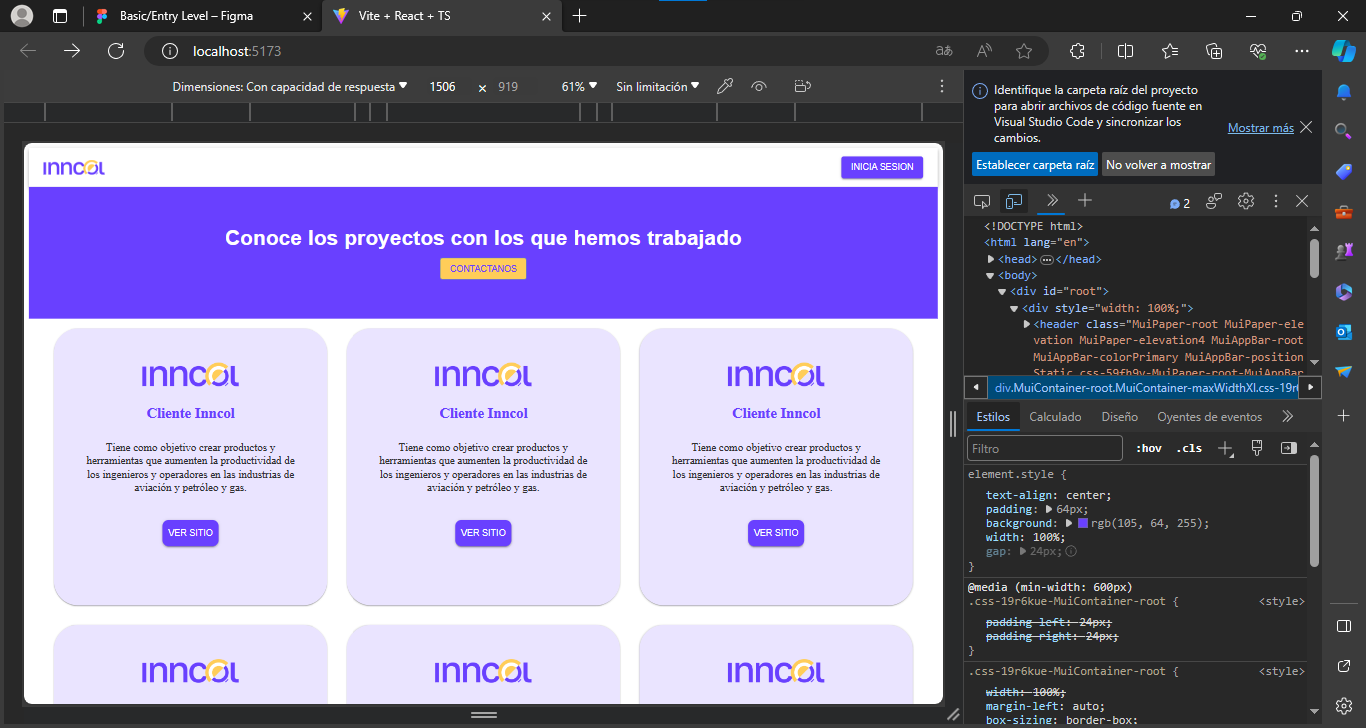 Basic/Entry Level – Figma
Vite + React + TS
localhost:5173
Dimensiones: Con capacidad de respuesta 1506 x 919 61% Sin limitación
Identifique la carpeta raíz del proyecto
para abrir archivos de código fuente en
Visual Studio Code y sincronizar los
cambios.
Mostrar más
Establecer carpeta raíz No volver a mostrar
inncol
INICIA SESION
Conoce los proyectos con los que hemos trabajado
CONTACTANOS
inncol
Cliente Inncol
Tiene como objetivo crear productos y
herramientas que aumenten la productividad de
los ingenieros y operadores en las industrias de
aviación y petróleo y gas.
VER SITIO
inncol
Cliente Inncol
Tiene como objetivo crear productos y
herramientas que aumenten la productividad de
los ingenieros y operadores en las industrias de
aviación y petróleo y gas.
VER SITIO
inncol
Cliente Inncol
Tiene como objetivo crear productos y
herramientas que aumenten la productividad de
los ingenieros y operadores en las industrias de
aviación y petróleo y gas.
VER SITIO
inncol
inncol
inncol
2
<!DOCTYPE html>
<html lang="en">
<head>…</head>
<body>
<div id="root">
<div style="width: 100%;">
<header class="MuiPaper-root MuiPaper-ele
vation MuiPaper-elevation4 MuiAppBar-root
MuiAppBar-colorPrimary MuiAppBar-position
Static css-59fh9v-MuiPaper-root-MuiAppBar
div.MuiContainer-root.MuiContainer-maxWidthXl.css-19r
Estilos Calculado Diseño Oyentes de eventos
Filtro :hov .cls
element.style {
text-align: center;
padding: 64px;
background: rgb(105, 64, 255);
width: 100%;
gap: 24px;
}
@media (min-width: 600px)
.css-19r6kue-MuiContainer-root { <style>
padding-left: 24px;
padding-right: 24px;
}
.css-19r6kue-MuiContainer-root { <style>
width: 100%;
margin-left: auto;
box-sizing: border-box;